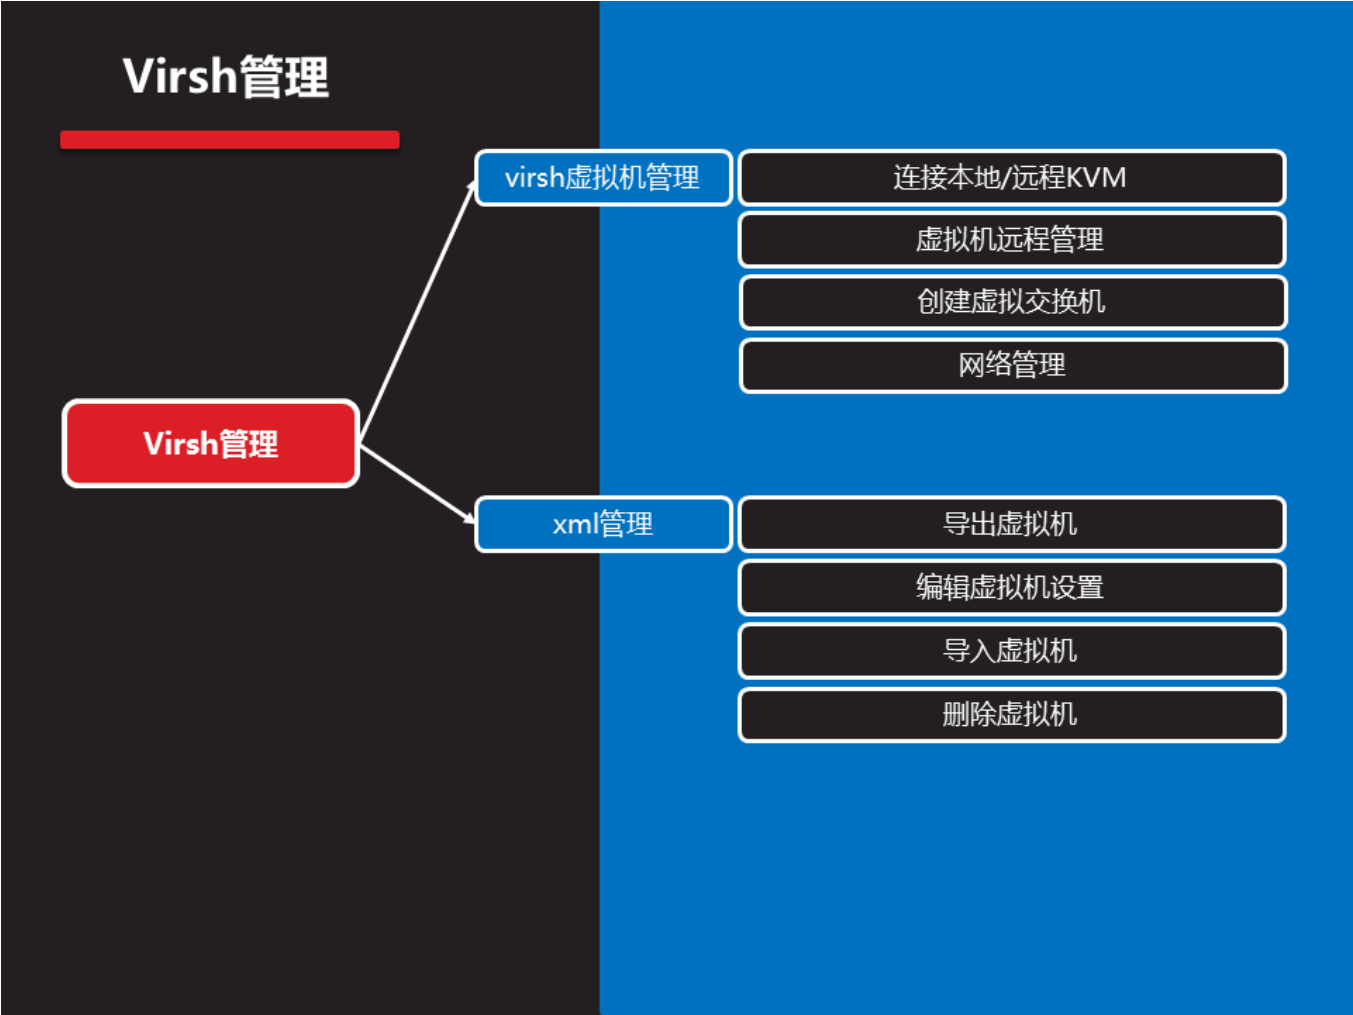 Virsh管理
virsh虚拟机管理
连接本地/远程KVM
虚拟机远程管理
创建虚拟交换机
网络管理
Virsh管理
xml管理
导出虚拟机
编辑虚拟机设置
导入虚拟机
删除虚拟机